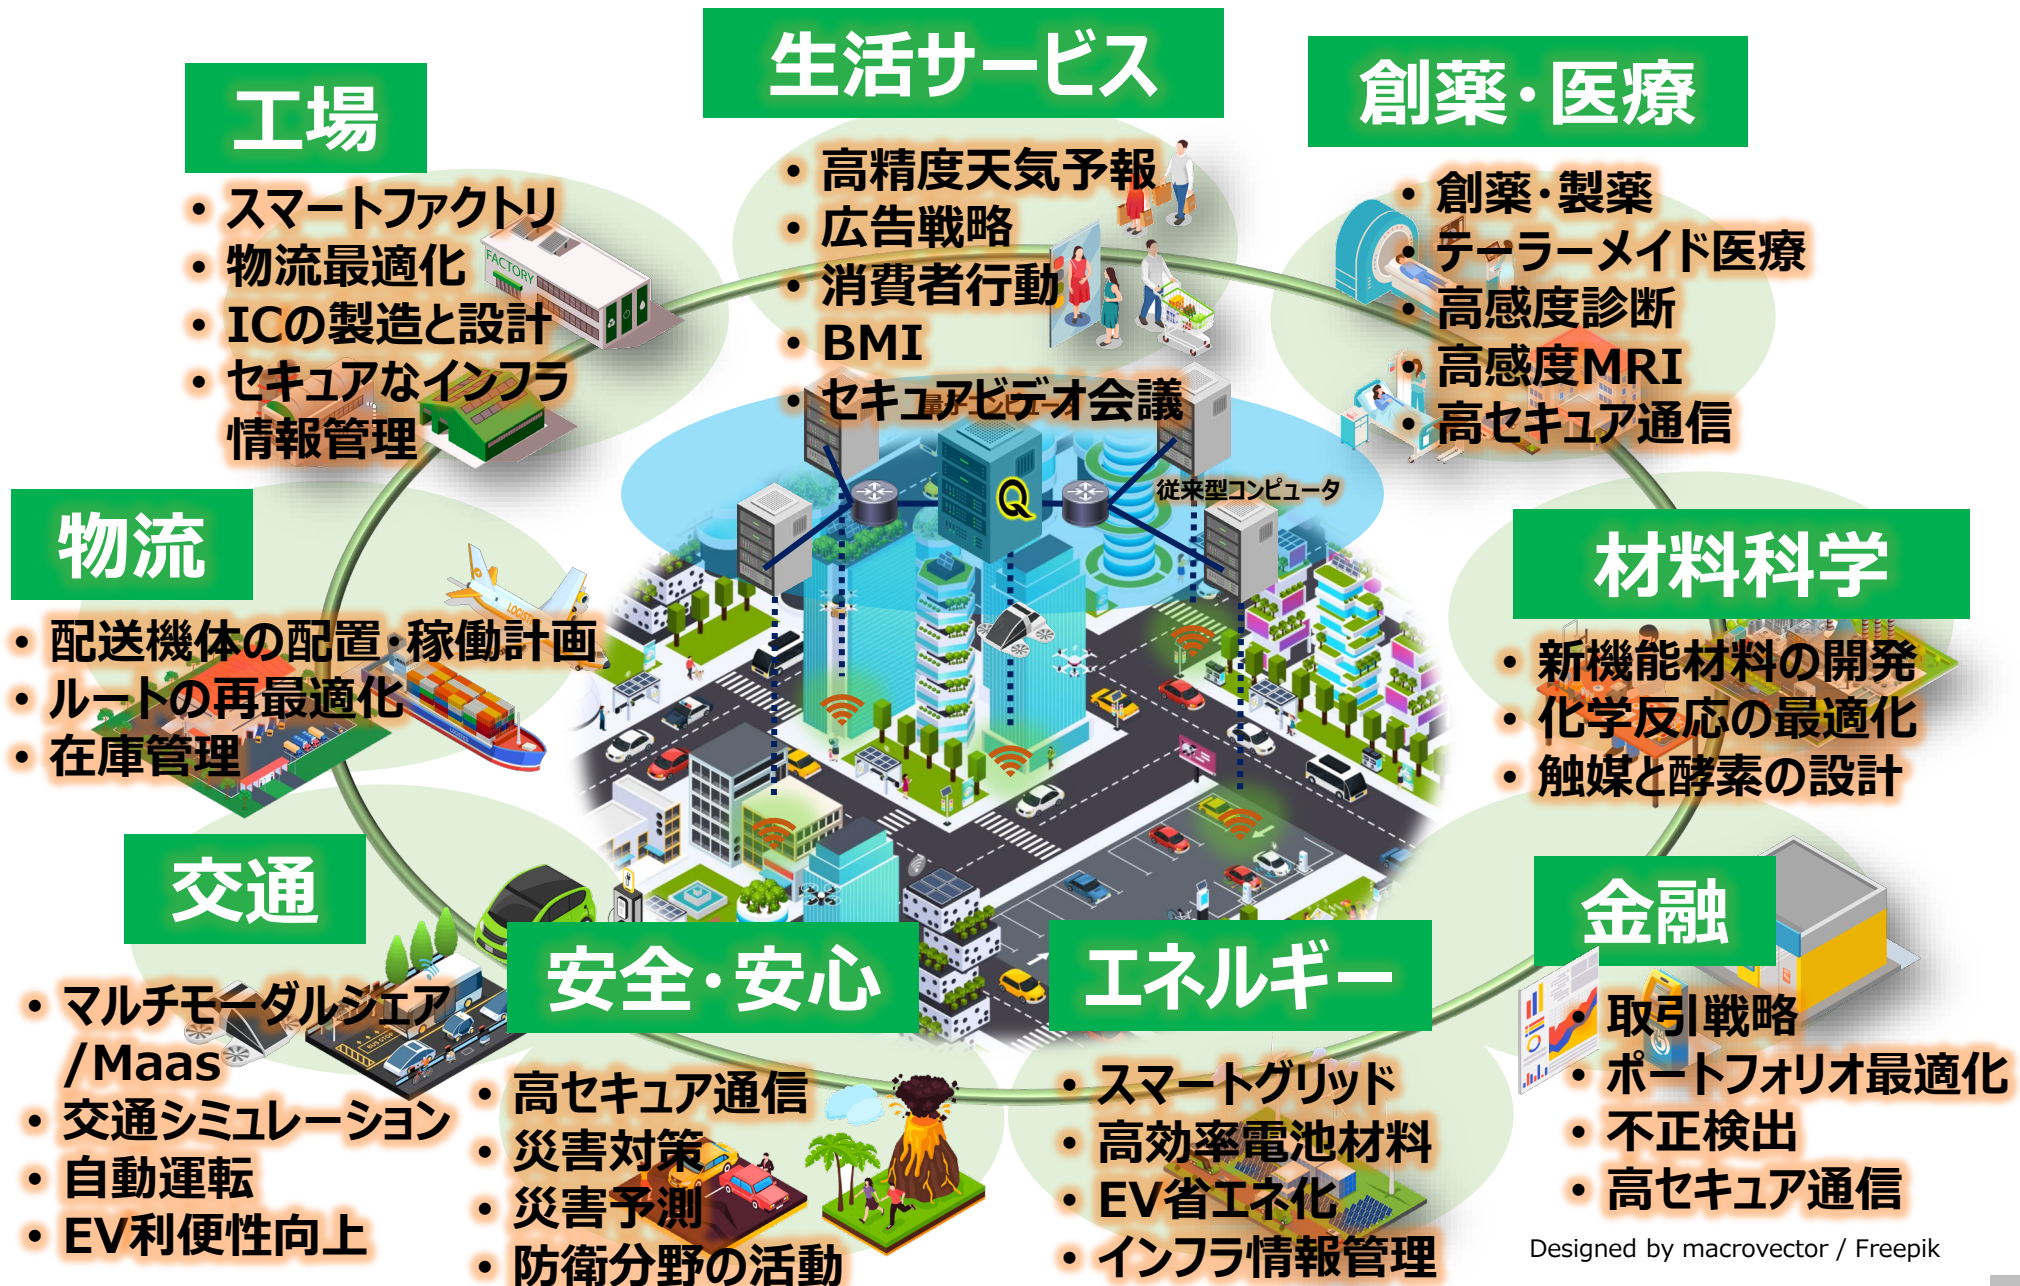 生活サービス
・高精度天気予報
・広告戦略
・消費者行動
・BMI
・セキュアビデオ会議
工場
・スマートファクトリ
・物流最適化
・ICの製造と設計
・セキュアなインフラ
情報管理
FACTORY
創薬・医療
・創薬・製薬
・テーラーメイド医療
・高感度診断
・高感度MRI
・高セキュア通信
量子コンピュータ
Q
従来型コンピュータ
物流
・配送機体の配置・稼働計画
・ルートの再最適化
・在庫管理
材料科学
・新機能材料の開発
・化学反応の最適化
・触媒と酵素の設計
交通
・マルチモーダルシェア
/Maas
・交通シミュレーション
・自動運転
・EV利便性向上
BUS STOP
安全・安心
・高セキュア通信
・災害対策
・災害予測
・防衛分野の活動
エネルギー
・スマートグリッド
・高効率電池材料
・EV省エネ化
・インフラ情報管理
金融
・取引戦略
・ポートフォリオ最適化
・不正検出
・高セキュア通信
Designed by macrovector / Freepik